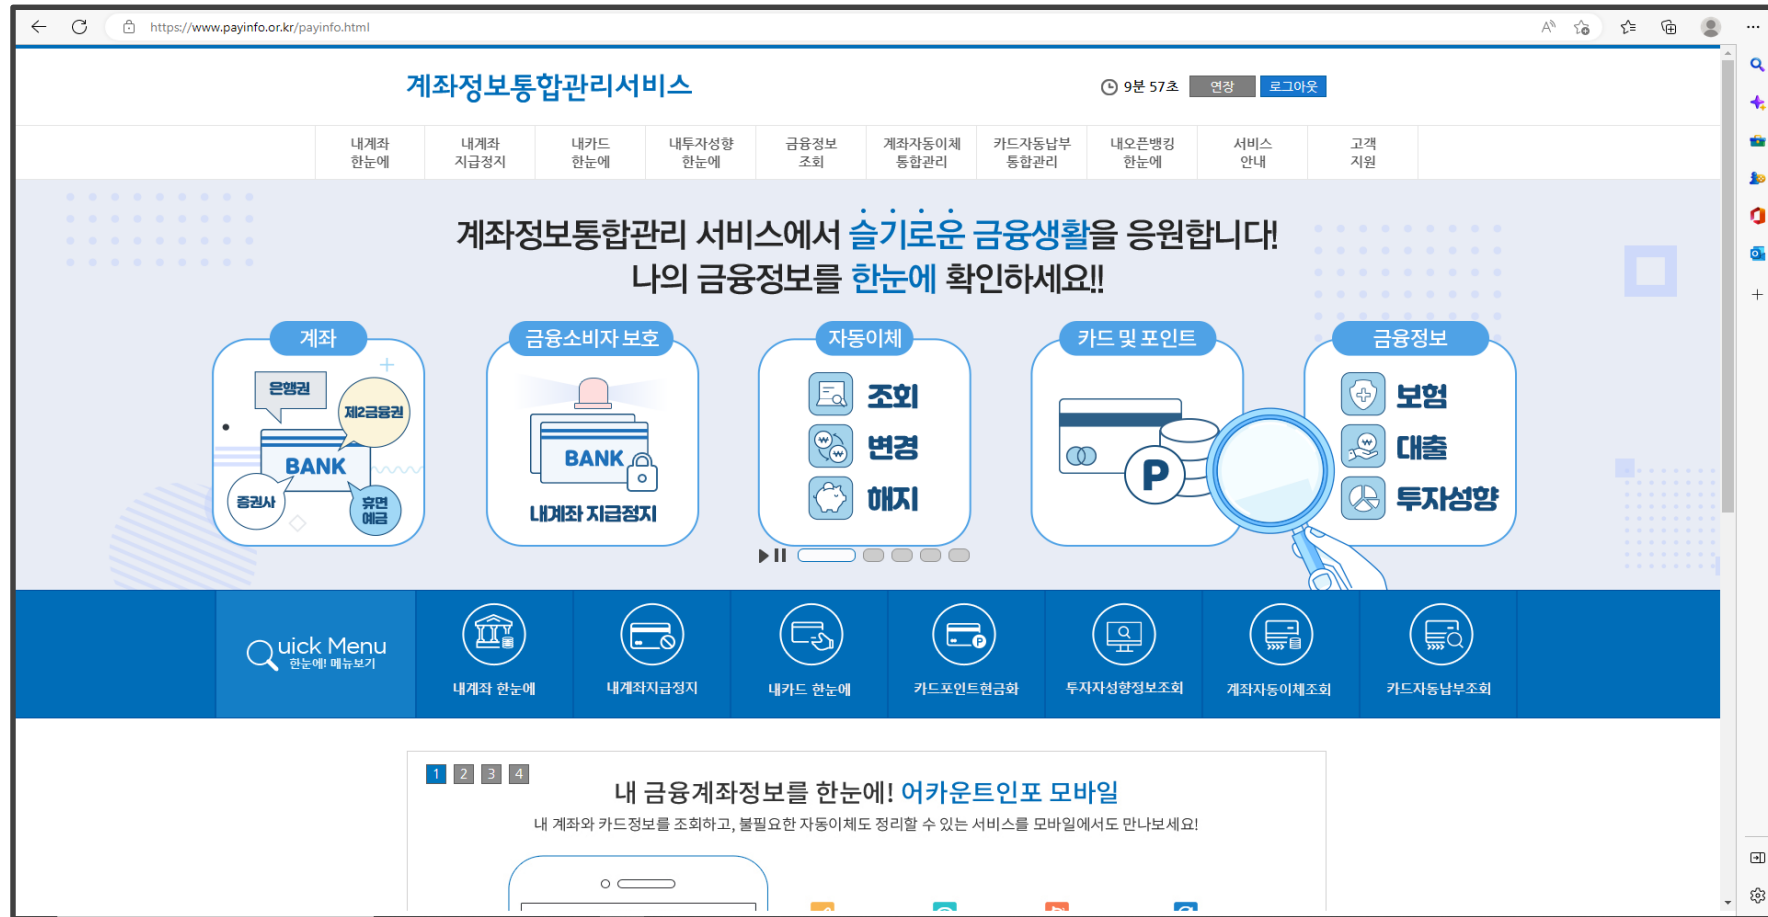 https://www.payinfo.or.kr/payinfo.html
계좌정보통합관리서비스
9분 57초 연장 로그아웃
내계좌 한눈에
내계좌 지급정지
내카드 한눈에
내투자성향 한눈에
금융정보 조회
계좌자동이체 통합관리
카드자동납부 통합관리
내오픈뱅킹 한눈에
서비스 안내
고객 지원
계좌정보통합관리 서비스에서 슬기로운 금융생활을 응원합니다!
나의 금융정보를 한눈에 확인하세요!!
계좌
은행권
제2금융권
BANK
증권사
휴면
예금
금융소비자 보호
BANK
내계좌 지급정지
자동이체
조회
변경
해지
카드 및 포인트
P
금융정보
보험
대출
투자성향
Quick Menu
한눈에! 메뉴보기
내계좌 한눈에
내계좌지급정지
내카드 한눈에
카드포인트현금화
투자자성향정보조회
계좌자동이체조회
카드자동납부조회
1 2 3 4
내 금융계좌정보를 한눈에! 어카운트인포 모바일
내 계좌와 카드정보를 조회하고, 불필요한 자동이체도 정리할 수 있는 서비스를 모바일에서도 만나보세요!